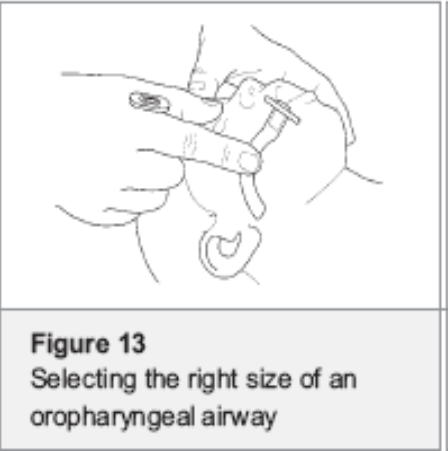 Figure 13
Selecting the right size of an
oropharyngeal airway